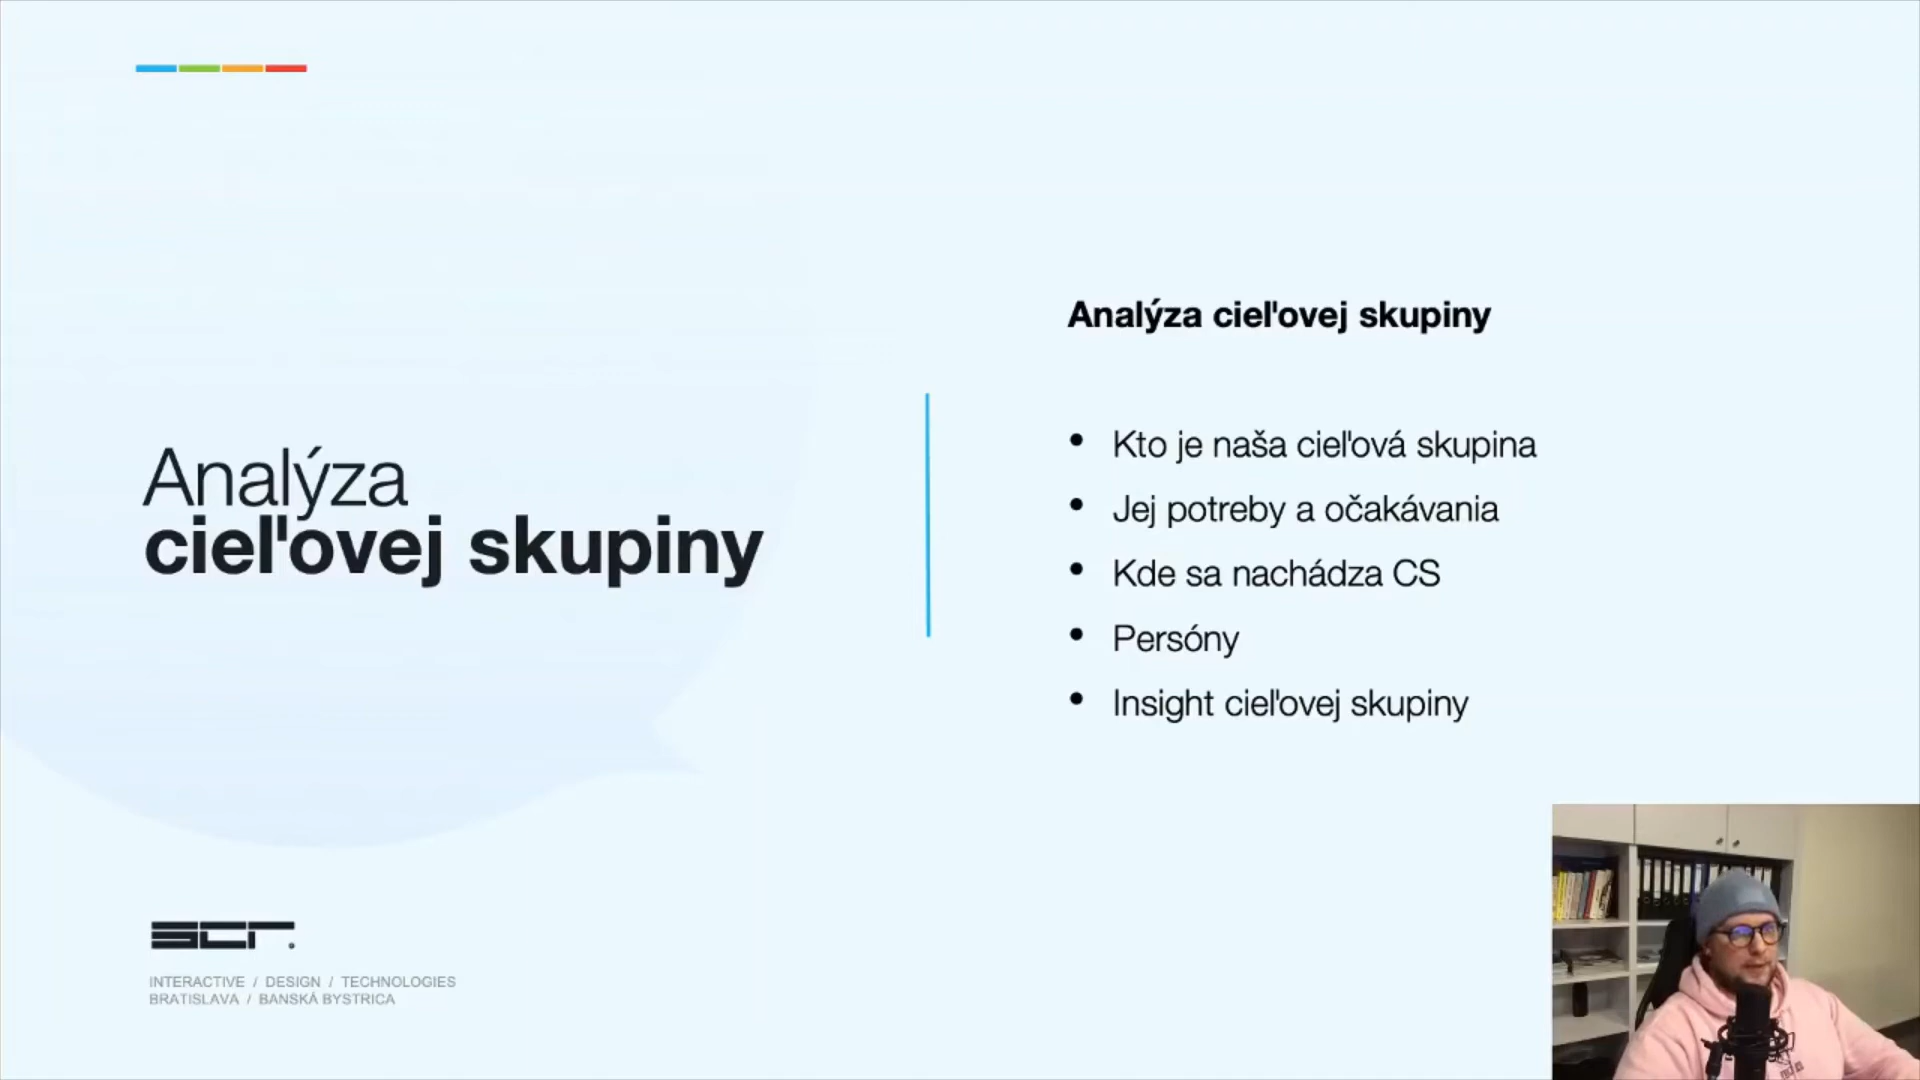 Analýza
cieľovej skupiny
Analýza cieľovej skupiny
• Kto je naša cieľová skupina
• Jej potreby a očakávania
• Kde sa nachádza CS
• Persóny
• Insight cieľovej skupiny
scr.
INTERACTIVE / DESIGN / TECHNOLOGIES
BRATISLAVA / BANSKÁ BYSTRICA